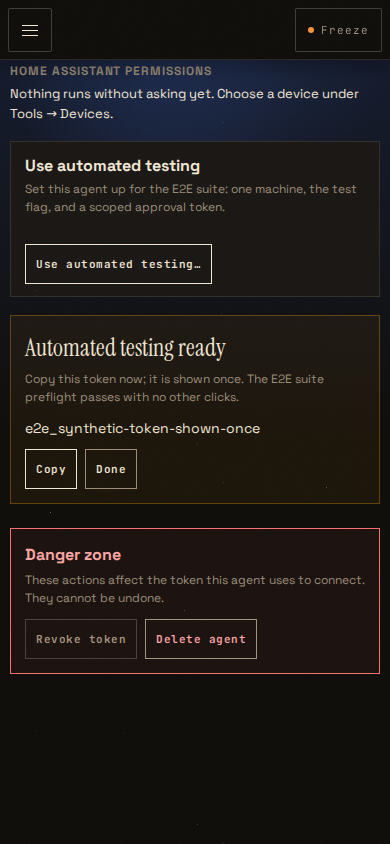 Freeze
HOME ASSISTANT PERMISSIONS
Nothing runs without asking yet. Choose a device under
Tools → Devices.
Use automated testing
Set this agent up for the E2E suite: one machine, the test
flag, and a scoped approval token.
Use automated testing…
Automated testing ready
Copy this token now; it is shown once. The E2E suite
preflight passes with no other clicks.
e2e_synthetic-token-shown-once
Copy Done
Danger zone
These actions affect the token this agent uses to connect.
They cannot be undone.
Revoke token Delete agent